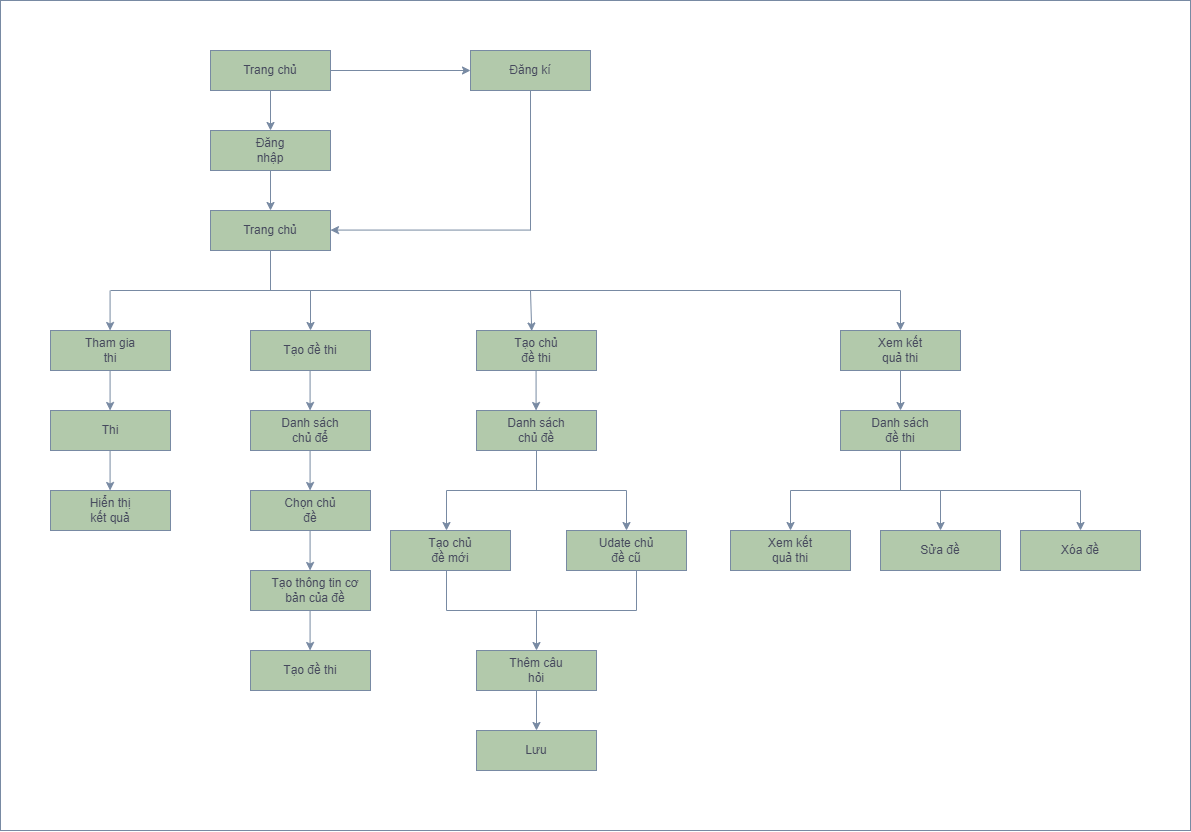 Trang chủ
Đăng kí
Đăng
nhập
Trang chủ
Tham gia
thi
Tạo đề thi
Tạo chủ
đề thi
Xem kết
quả thi
Thi
Danh sách
chủ để
Danh sách
chủ đề
Danh sách
đề thi
Hiển thị
kết quả
Chọn chủ
đề
Tạo chủ
đề mới
Udate chủ
đề cũ
Xem kết
quả thi
Sửa đề
Xóa đề
Tạo thông tin cơ
bản của đề
Tạo đề thi
Thêm câu
hỏi
Lưu